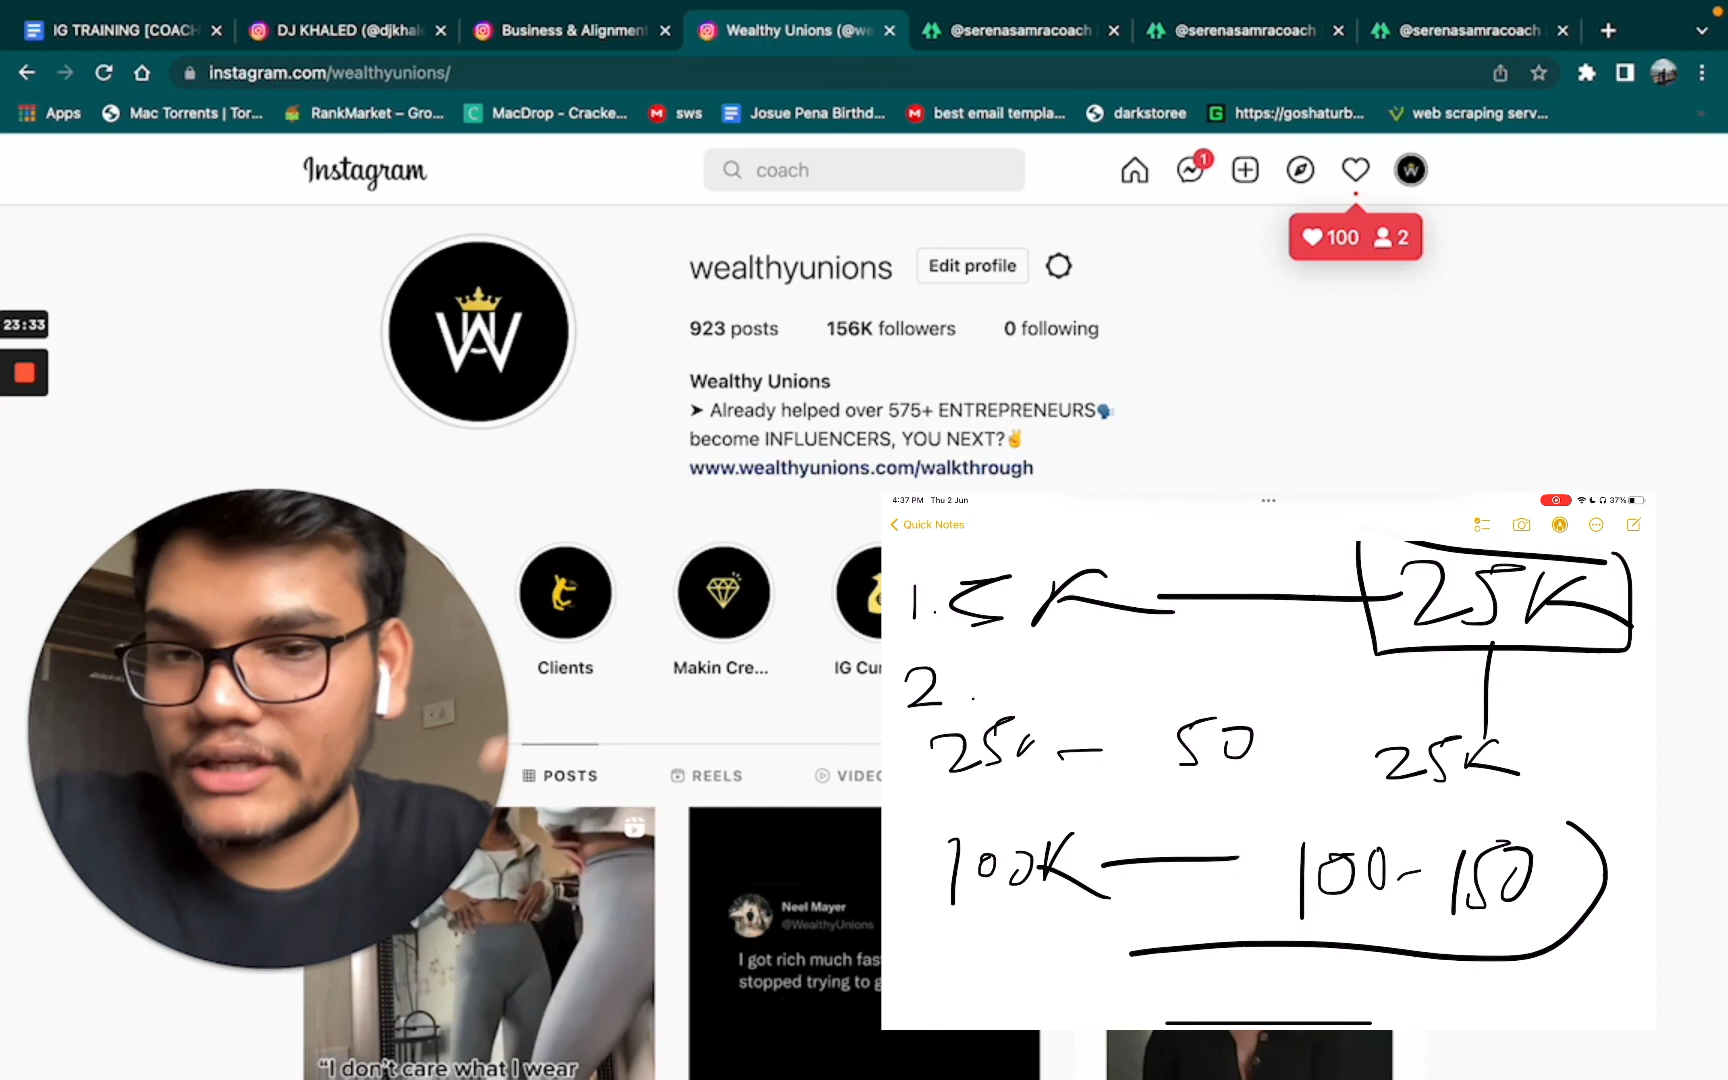 IG TRAINING [COACH
DJ KHALED (@djkhal
Business & Alignment
Wealthy Unions (@we
@serenasamracoach
@serenasamracoach
@serenasamracoach
instagram.com/wealthyunions/
Apps
Mac Torrents | Tor...
RankMarket – Gro...
MacDrop - Cracke...
sws
Josue Pena Birthd...
best email templa...
darkstoree
https://goshaturb...
web scraping serv...
Instagram
coach
1
100 2
wealthyunions
Edit profile
23:33
923 posts
156K followers
0 following
Wealthy Unions
➤ Already helped over 575+ ENTREPRENEURS🗣
become INFLUENCERS, YOU NEXT?✌
www.wealthyunions.com/walkthrough
Clients
Makin Cre...
IG Cu
POSTS
REELS
VIDEO
Neel Mayer
@WealthyUnions
I got rich much fas
stopped trying to g
"I don't care what I wear
4:37 PM Thu 2 Jun
37%
Quick Notes
1. 5K — 25K
2.
25K — 50 25K
100K — 100-150